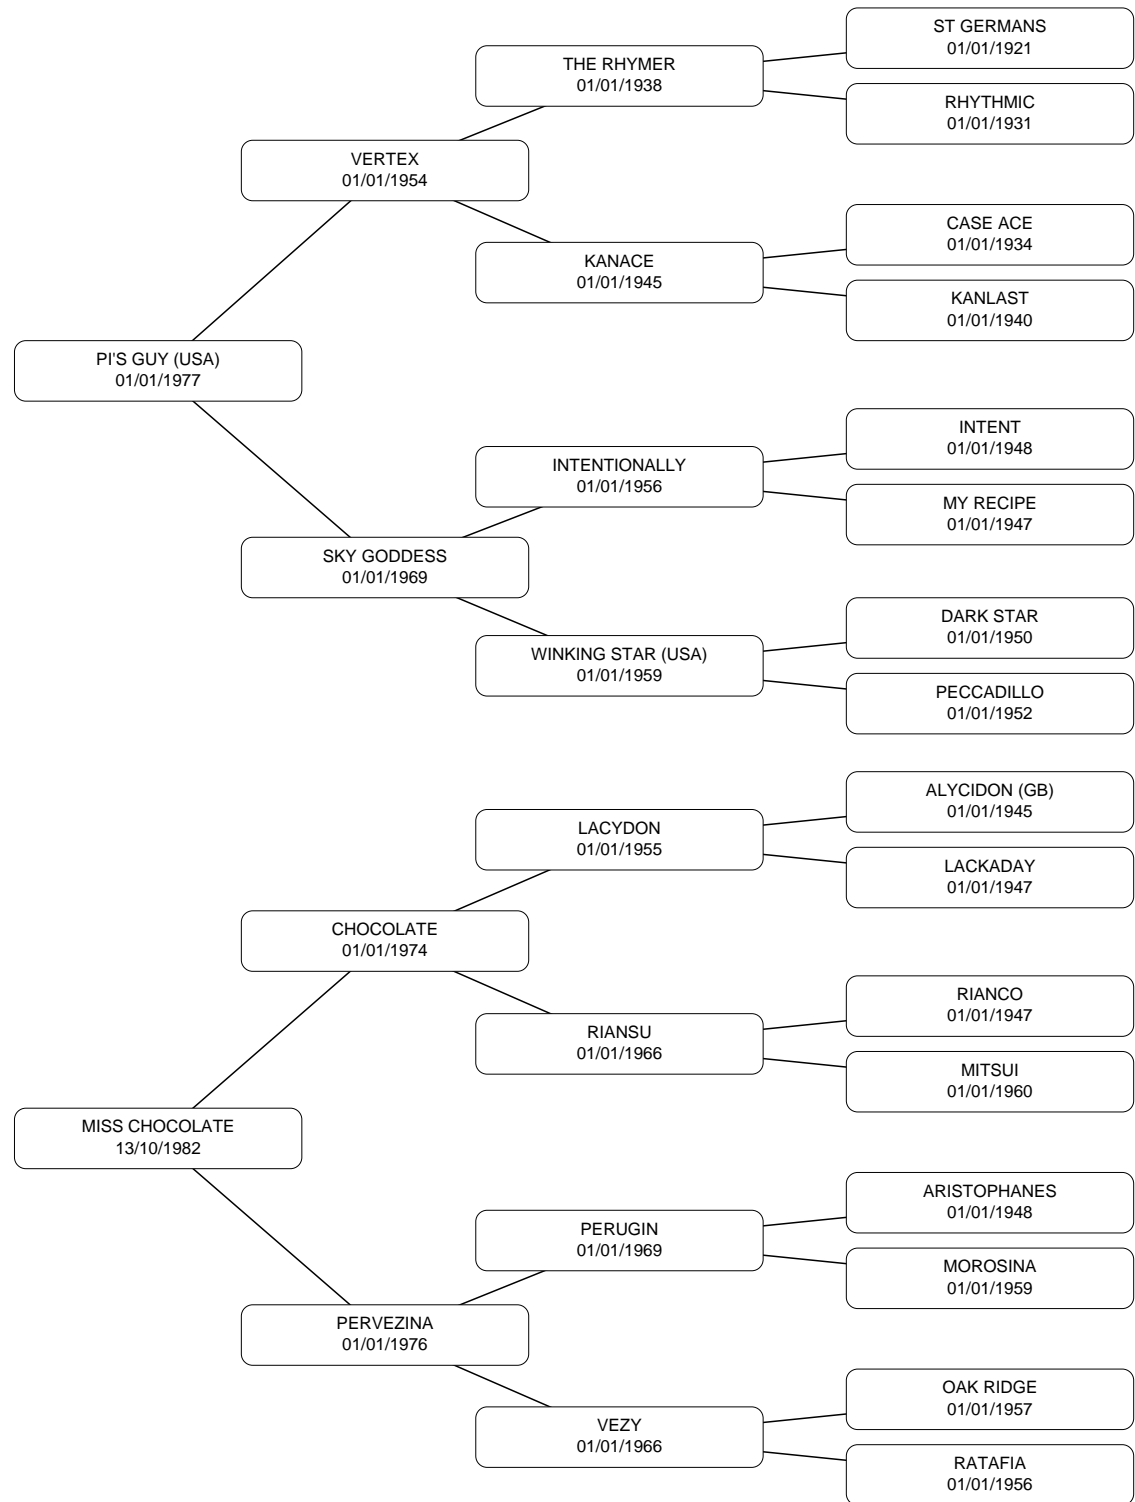 ST GERMANS
01/01/1921
THE RHYMER
01/01/1938
RHYTHMIC
01/01/1931
VERTEX
01/01/1954
CASE ACE
01/01/1934
KANACE
01/01/1945
KANLAST
01/01/1940
PI'S GUY (USA)
01/01/1977
INTENT
01/01/1948
INTENTIONALLY
01/01/1956
MY RECIPE
01/01/1947
SKY GODDESS
01/01/1969
DARK STAR
01/01/1950
WINKING STAR (USA)
01/01/1959
PECCADILLO
01/01/1952
ALYCIDON (GB)
01/01/1945
LACYDON
01/01/1955
LACKADAY
01/01/1947
CHOCOLATE
01/01/1974
RIANCO
01/01/1947
RIANSU
01/01/1966
MITSUI
01/01/1960
MISS CHOCOLATE
13/10/1982
ARISTOPHANES
01/01/1948
PERUGIN
01/01/1969
MOROSINA
01/01/1959
PERVEZINA
01/01/1976
OAK RIDGE
01/01/1957
VEZY
01/01/1966
RATAFIA
01/01/1956